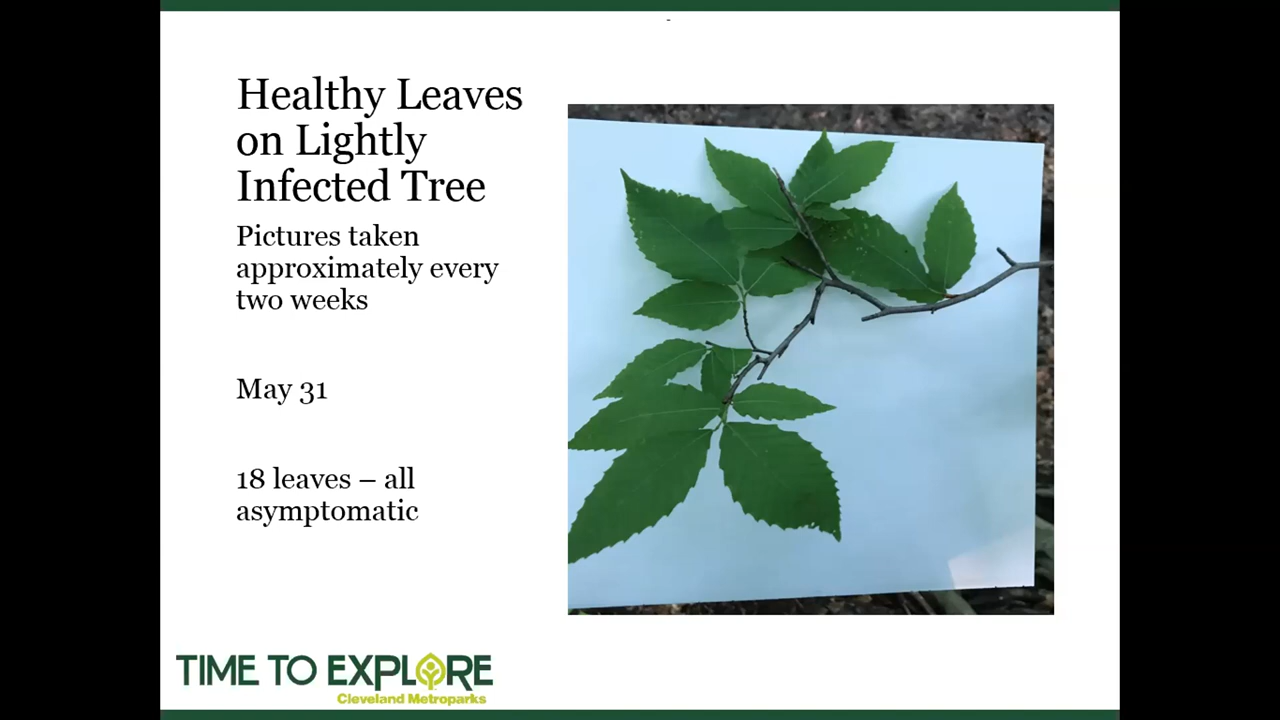 Healthy Leaves
on Lightly
Infected Tree
Pictures taken
approximately every
two weeks
May 31
18 leaves – all
asymptomatic
TIME TO EXPLORE
Cleveland Metroparks